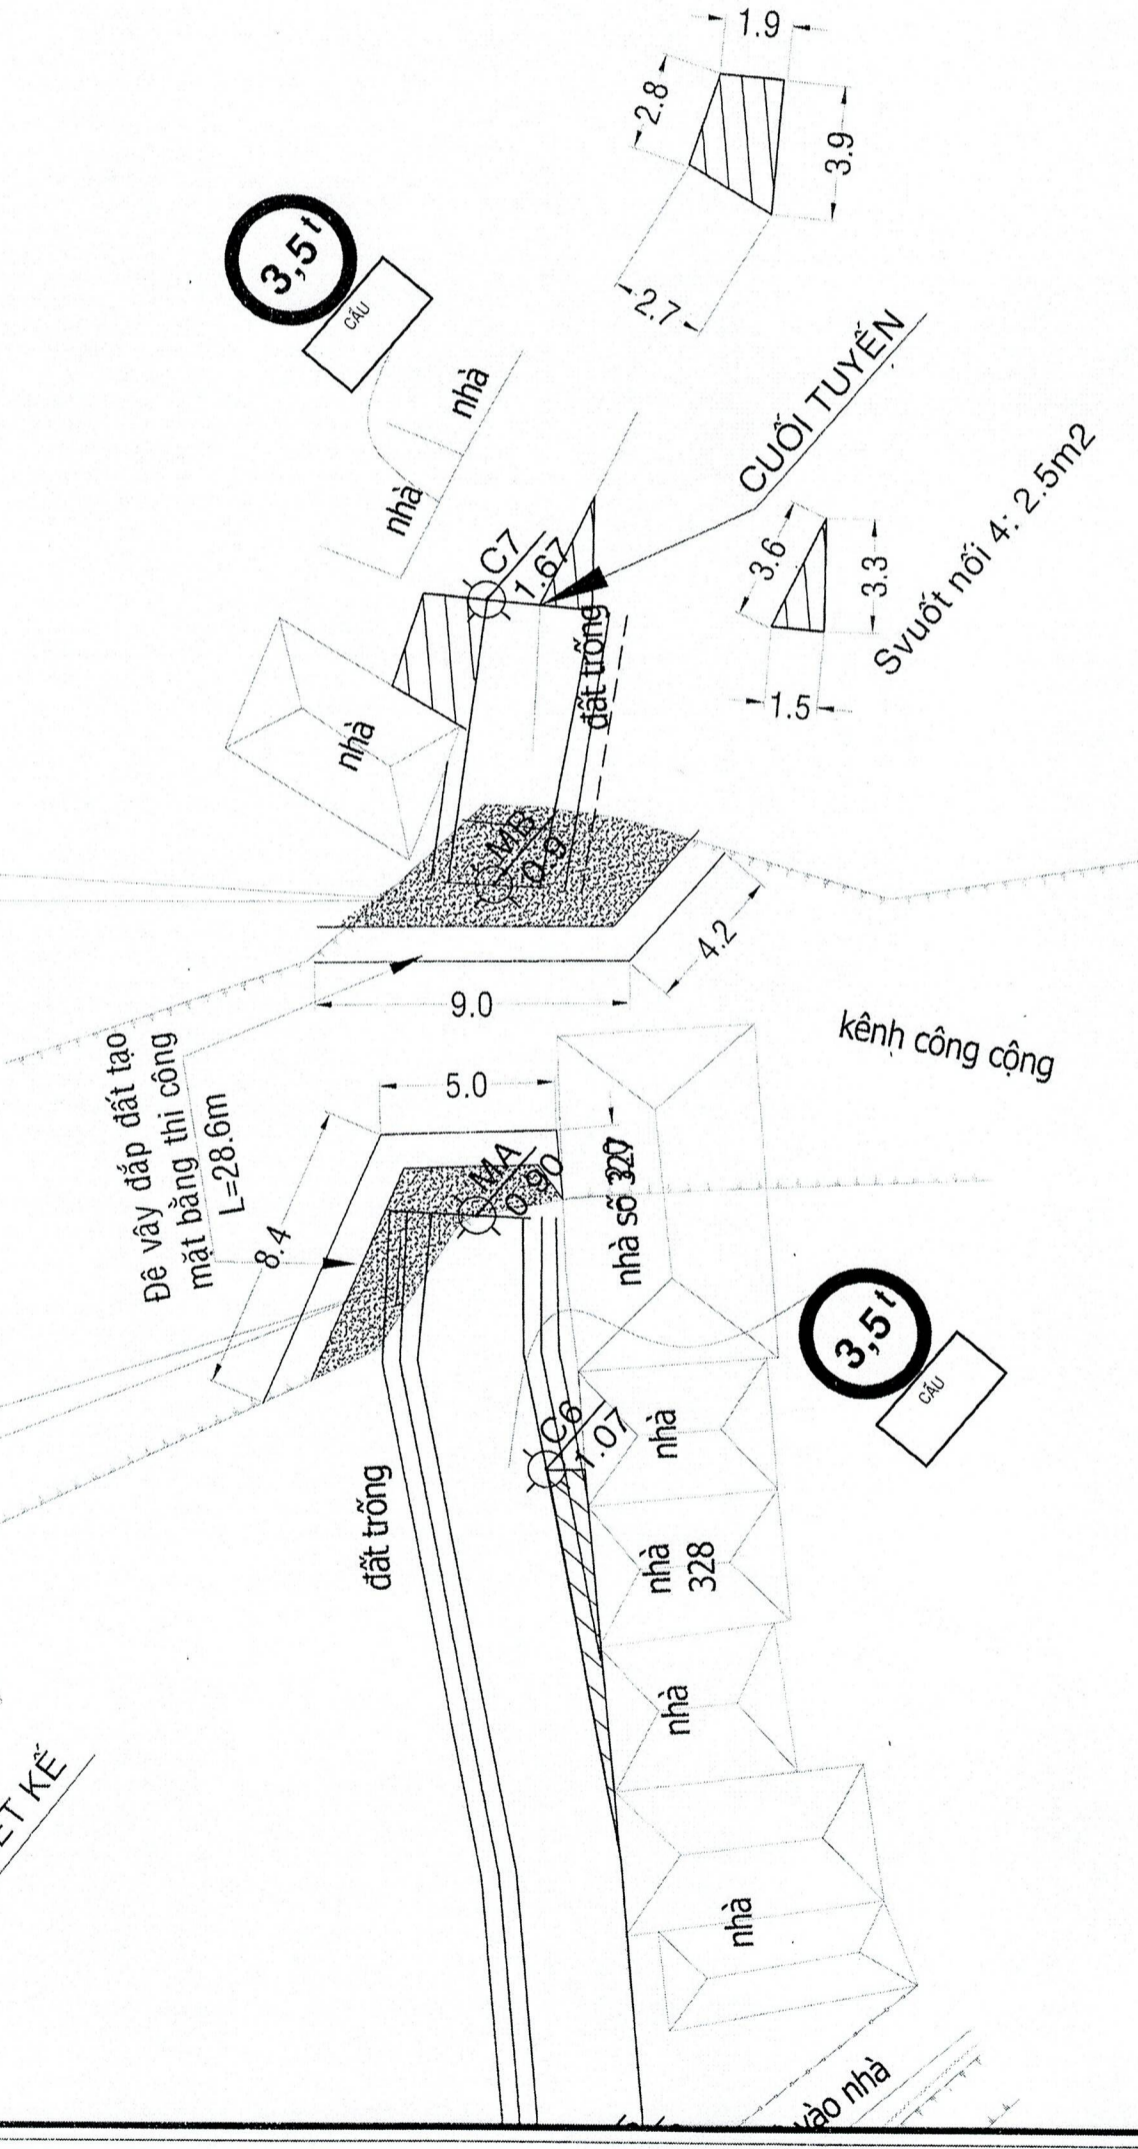 1.9
2.8
3.9
2.7
3,5 t
CẦU
nhà
nhà
CUỐI TUYẾN
C7
1.67
3.6
3.3
1.5
Svuốt nối 4: 2.5m2
đất trống
nhà
MB
0.9
4.2
9.0
kênh công cộng
Đê vây đắp đất tạo
mặt bằng thi công
L=28.6m
5.0
8.4
MA
0.90
nhà số
3,5 t
CẦU
C6
1.07
nhà
đất trống
nhà
328
nhà
nhà
vào nhà
ẾT KẾ